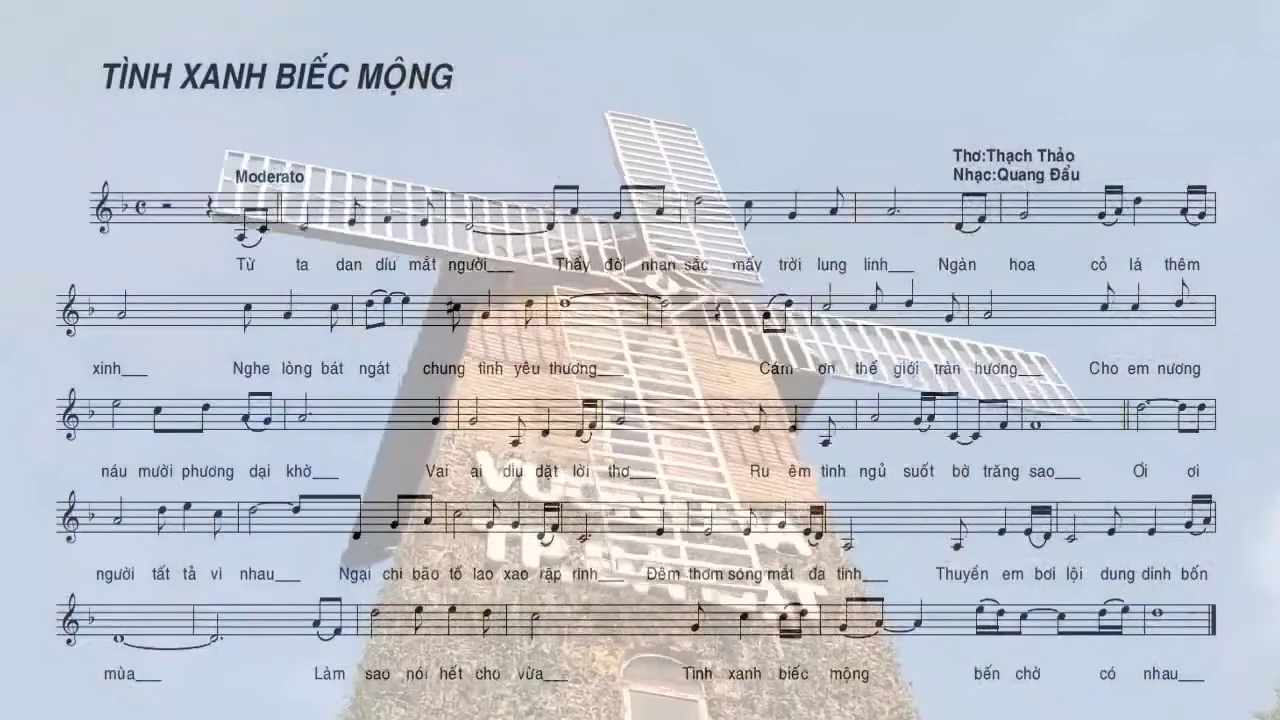 TÌNH XANH BIẾC MỘNG
Thơ:Thạch Thảo
Moderato
Nhạc:Quang Đẩu
Từ ta dan díu mắt người___ Thấy đời nhan sắc mấy trời lung linh___ Ngàn hoa cỏ lá thêm
xinh___ Nghe lòng bát ngát chung tình yêu thương___ Cám ơn thế giới tràn hương___ Cho em nương
náu mười phương dại khờ___ Vai ai dìu dặt lời thơ___ Ru êm tình ngủ suốt bờ trăng sao___ Ơi ơi
người tất tả vì nhau___ Ngại chi bão tố lao xao rập rình___ Đêm thơm sóng mắt đa tình___ Thuyền em bơi lội dung dinh bốn
mùa___ Làm sao nói hết cho vừa___ Tình xanh biếc mộng bến chờ có nhau___